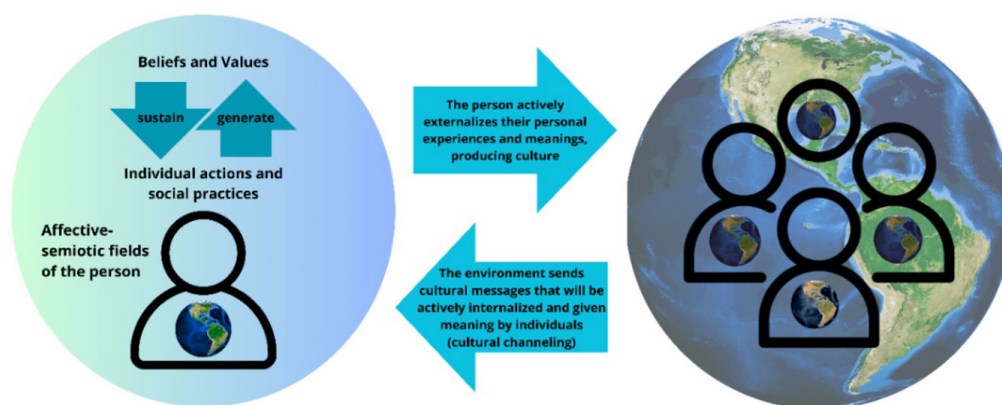 Beliefs and Values
sustain
generate
Individual actions and
social practices
Affective-
semiotic fields
of the person
The person actively
externalizes their personal
experiences and meanings,
producing culture
The environment sends
cultural messages that will be
actively internalized and given
meaning by individuals
(cultural channeling)